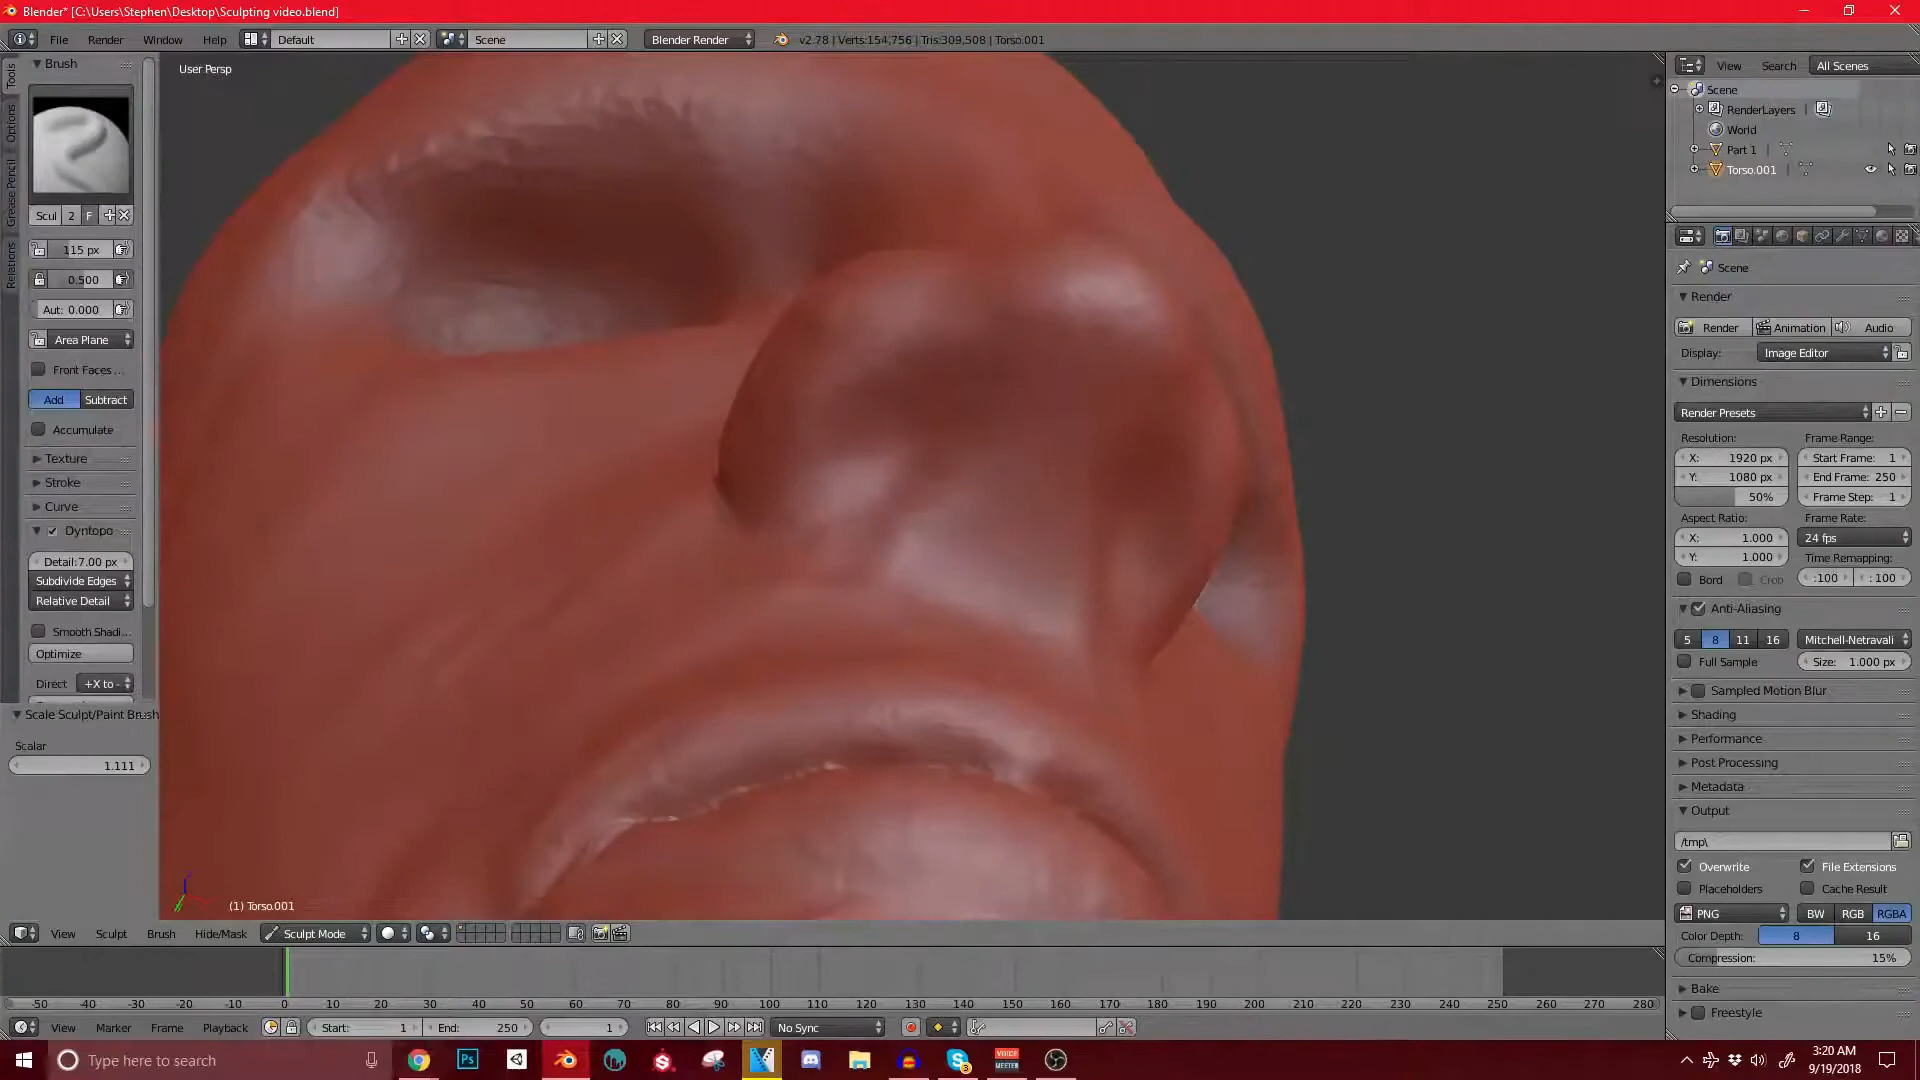 Blender* [C:\Users\Stephen\Desktop\Sculpting video.blend]
File Render Window Help Default Scene Blender Render v2.78 | Verts:154,756 | Tris:309,508 | Torso.001
Tools
Options
Grease Pencil
Relations
Brush
Scul 2 F
115 px
0.500
Aut: 0.000
Area Plane
Front Faces ...
Add Subtract
Accumulate
Texture
Stroke
Curve
Dyntopo
Detail:7.00 px
Subdivide Edges
Relative Detail
Smooth Shadi...
Optimize
Direct +X to -
Scale Sculpt/Paint Brush
Scalar
1.111
User Persp
(1) Torso.001
View Sculpt Brush Hide/Mask Sculpt Mode
-50 -40 -30 -20 -10 0 10 20 30 40 50 60 70 80 90 100 110 120 130 140 150 160 170 180 190 200 210 220 230 240 250 260 270 280
View Marker Frame Playback Start: 1 End: 250 1 No Sync
View Search All Scenes
Scene
RenderLayers
World
Part 1
Torso.001
Scene
Render
Render Animation Audio
Display: Image Editor
Dimensions
Render Presets
Resolution: Frame Range:
X: 1920 px Start Frame: 1
Y: 1080 px End Frame: 250
50% Frame Step: 1
Aspect Ratio: Frame Rate:
X: 1.000 24 fps
Y: 1.000 Time Remapping:
Bord Crop :100 : 100
Anti-Aliasing
5 8 11 16 Mitchell-Netravali
Full Sample Size: 1.000 px
Sampled Motion Blur
Shading
Performance
Post Processing
Metadata
Output
/tmp\
Overwrite File Extensions
Placeholders Cache Result
PNG BW RGB RGBA
Color Depth: 8 16
Compression: 15%
Bake
Freestyle
Type here to search
Ps
VOICE
MEETER
3:20 AM
9/19/2018